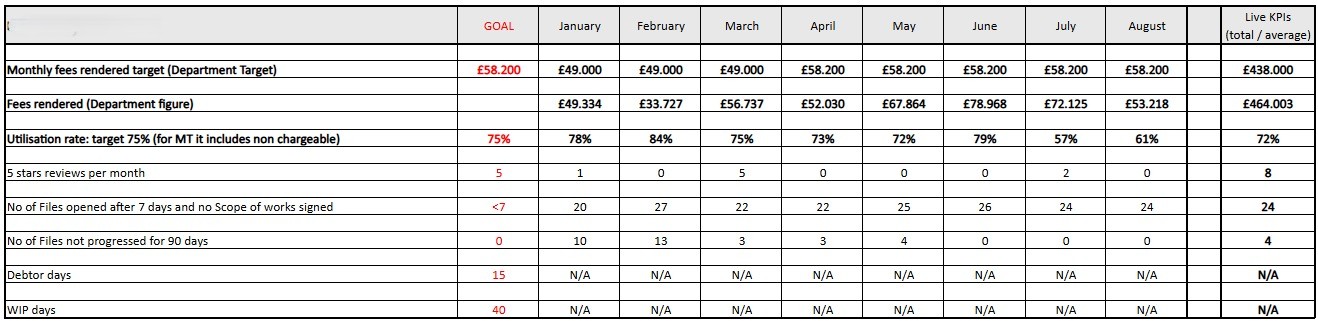 GOAL January February March April May June July August Live KPIs
(total / average)
Monthly fees rendered target (Department Target) £58.200 £49.000 £49.000 £49.000 £58.200 £58.200 £58.200 £58.200 £58.200 £438.000
Fees rendered (Department figure) £49.334 £33.727 £56.737 £52.030 £67.864 £78.968 £72.125 £53.218 £464.003
Utilisation rate: target 75% (for MT it includes non chargeable) 75% 78% 84% 75% 73% 72% 79% 57% 61% 72%
5 stars reviews per month 5 1 0 5 0 0 0 2 0 8
No of Files opened after 7 days and no Scope of works signed <7 20 27 22 22 25 26 24 24 24
No of Files not progressed for 90 days 0 10 13 3 3 4 0 0 0 4
Debtor days 15 N/A N/A N/A N/A N/A N/A N/A N/A N/A
WIP days 40 N/A N/A N/A N/A N/A N/A N/A N/A N/A